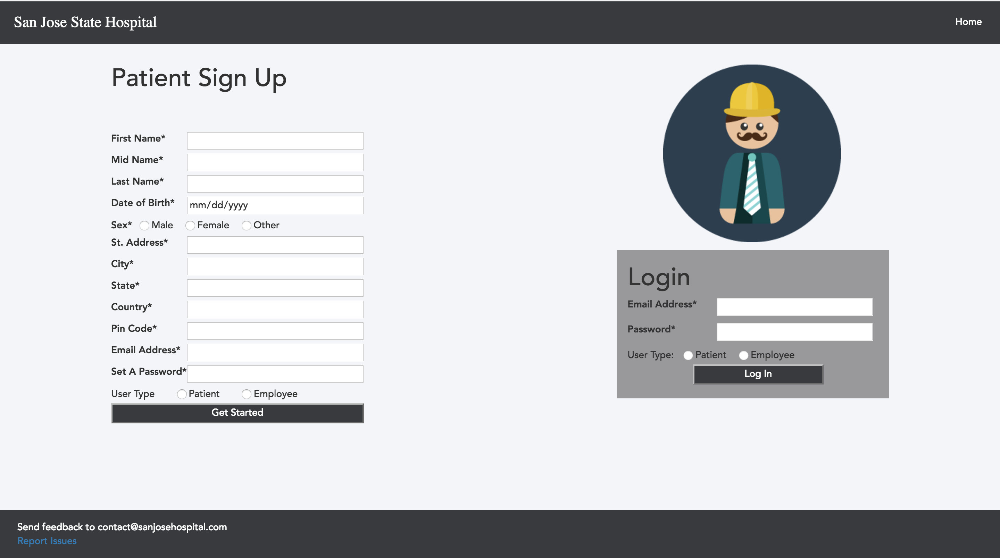 San Jose State Hospital
Home
Patient Sign Up
First Name*
Mid Name*
Last Name*
Date of Birth* mm/dd/yyyy
Sex* Male Female Other
St. Address*
City*
State*
Country*
Pin Code*
Email Address*
Set A Password*
User Type Patient Employee
Get Started
Login
Email Address*
Password*
User Type: Patient Employee
Log In
Send feedback to contact@sanjosehospital.com
Report Issues